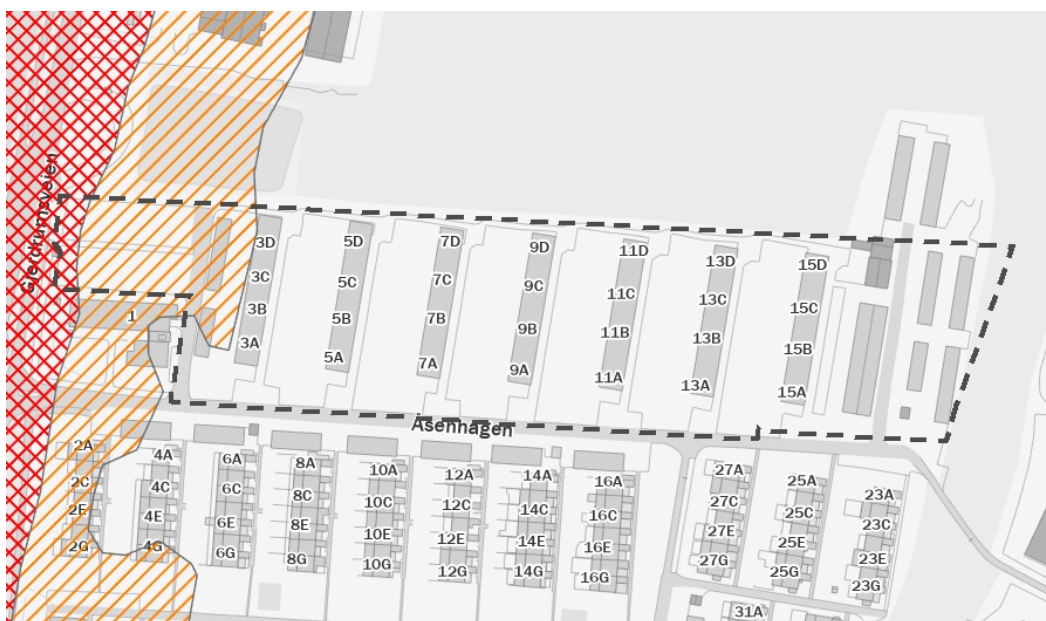 Gjerdrumsveien
3D
5D
7D
9D
11D
13D
15D
3C
5C
7C
9C
11C
13C
15C
3B
5B
7B
9B
11B
13B
15B
3A
5A
7A
9A
11A
13A
15A
1
Åsenhagen
2A
4A
6A
8A
10A
12A
14A
16A
27A
25A
23A
2C
4C
6C
8C
10C
12C
14C
16C
27C
25C
23C
2E
4E
6E
8E
10E
12E
14E
16E
27E
25E
23E
2G
4G
6G
8G
10G
12G
14G
16G
27G
25G
23G
31A